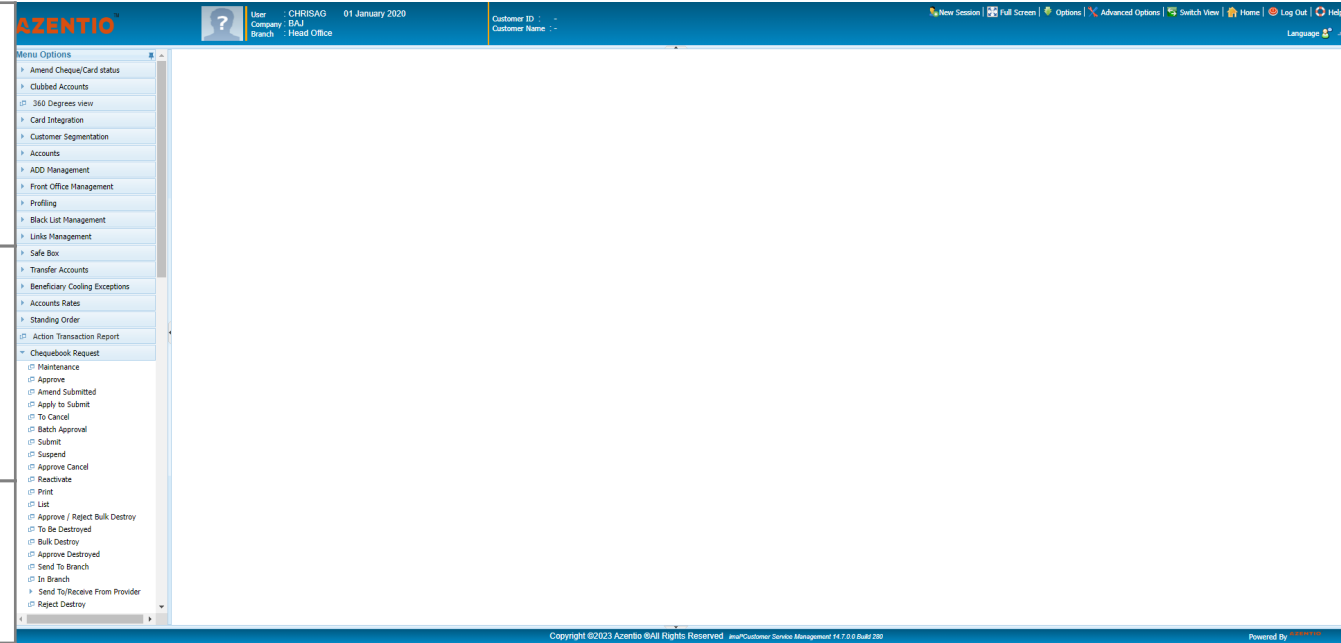 AZENTIO™
User : CHRISAG 01 January 2020
Company : BAJ
Branch : Head Office
Customer ID : -
Customer Name : -
New Session | Full Screen | Options | Advanced Options | Switch View | Home | Log Out | Help
Language
Menu Options
Amend Cheque/Card status
Clubbed Accounts
360 Degrees view
Card Integration
Customer Segmentation
Accounts
ADD Management
Front Office Management
Profiling
Black List Management
Links Management
Safe Box
Transfer Accounts
Beneficiary Cooling Exceptions
Accounts Rates
Standing Order
Action Transaction Report
Chequebook Request
Maintenance
Approve
Amend Submitted
Apply to Submit
To Cancel
Batch Approval
Submit
Suspend
Approve Cancel
Reactivate
Print
List
Approve / Reject Bulk Destroy
To Be Destroyed
Bulk Destroy
Approve Destroyed
Send To Branch
In Branch
Send To/Receive From Provider
Reject Destroy
Copyright ©2023 Azentio ®All Rights Reserved imal®Customer Service Management 14.7.0.0 Build 280
Powered By AZENTIO